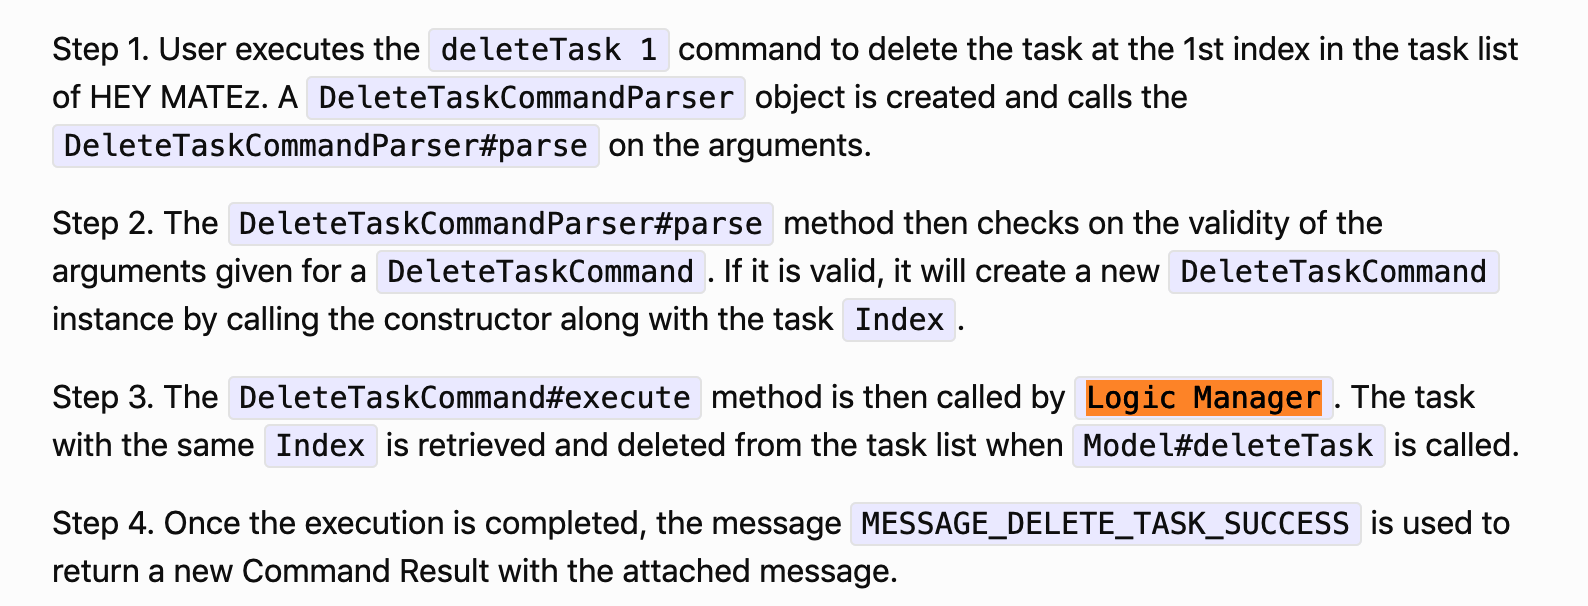 Step 1. User executes the deleteTask 1 command to delete the task at the 1st index in the task list
of HEY MATEz. A DeleteTaskCommandParser object is created and calls the
DeleteTaskCommandParser#parse on the arguments.
Step 2. The DeleteTaskCommandParser#parse method then checks on the validity of the
arguments given for a DeleteTaskCommand. If it is valid, it will create a new DeleteTaskCommand
instance by calling the constructor along with the task Index.
Step 3. The DeleteTaskCommand#execute method is then called by Logic Manager. The task
with the same Index is retrieved and deleted from the task list when Model#deleteTask is called.
Step 4. Once the execution is completed, the message MESSAGE_DELETE_TASK_SUCCESS is used to
return a new Command Result with the attached message.